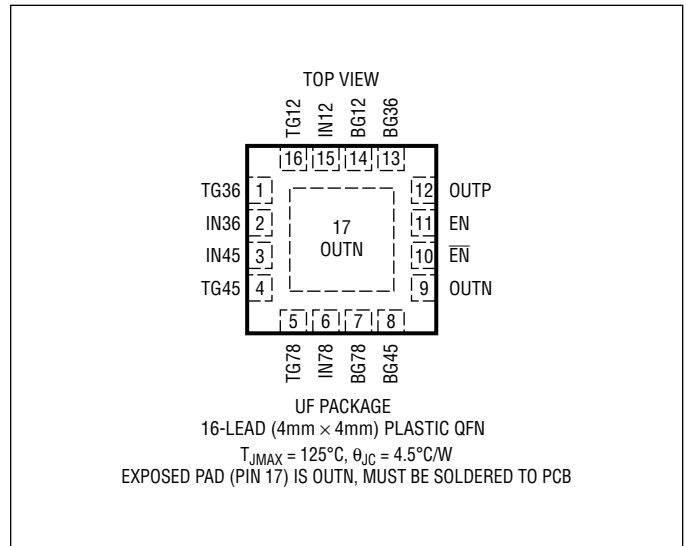 TOP VIEW
TG12 IN12 BG12 BG36
16 15 14 13
TG36 1
IN36 2
IN45 3
TG45 4
17
OUTN
12 OUTP
11 EN
10 E̅N̅
9 OUTN
5 6 7 8
TG78 IN78 BG78 BG45
UF PACKAGE
16-LEAD (4mm × 4mm) PLASTIC QFN
TJMAX = 125°C, θJC = 4.5°C/W
EXPOSED PAD (PIN 17) IS OUTN, MUST BE SOLDERED TO PCB